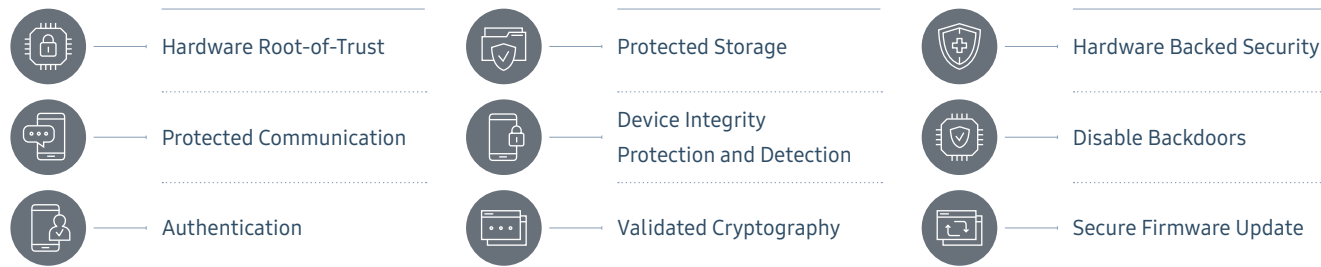 Hardware Root-of-Trust
Protected Storage
Hardware Backed Security
Protected Communication
Device Integrity
Protection and Detection
Disable Backdoors
Authentication
Validated Cryptography
Secure Firmware Update